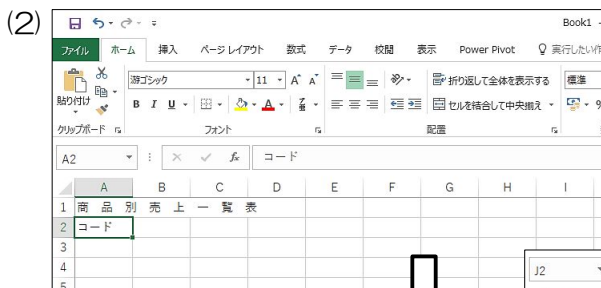 (2)
Book1 -
ファイル ホーム 挿入 ページ レイアウト 数式 データ 校閲 表示 Power Pivot 実行したい作
游ゴシック 11 A A 折り返して全体を表示する 標準
貼り付け B I U A セルを結合して中央揃え %
クリップボード フォント 配置
A2 fx コード
A B C D E F G H I
1 商 品 別 売 上 一 覧 表
2 コード
3
4 J2
5